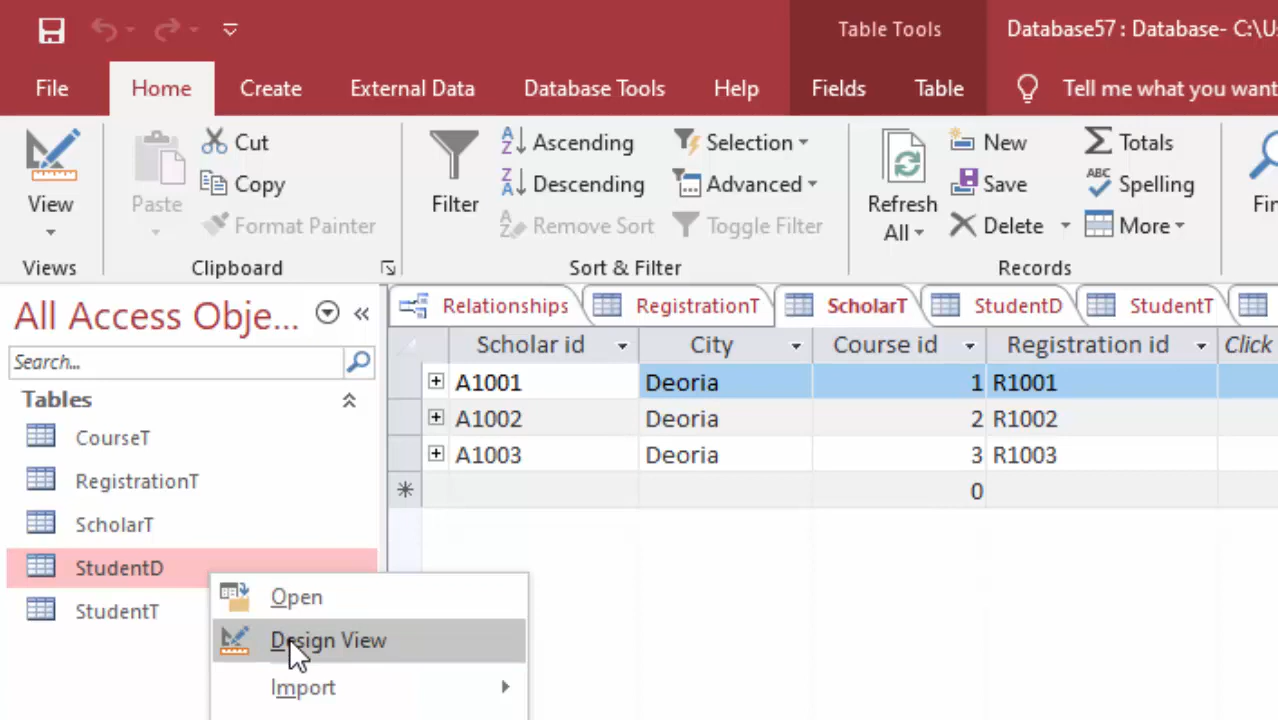 Table Tools
Database57 : Database- C:\U
File
Home
Create
External Data
Database Tools
Help
Fields
Table
Tell me what you want
View
Paste
Cut
Copy
Format Painter
Filter
Ascending
Descending
Remove Sort
Selection
Advanced
Toggle Filter
Refresh
All
New
Save
Delete
Totals
Spelling
More
Views
Clipboard
Sort & Filter
Records
All Access Obje...
Search...
Tables
CourseT
RegistrationT
ScholarT
StudentD
StudentT
Open
Design View
Import
Relationships
RegistrationT
ScholarT
StudentD
StudentT
Scholar id City Course id Registration id Click
A1001 Deoria 1 R1001
A1002 Deoria 2 R1002
A1003 Deoria 3 R1003
0